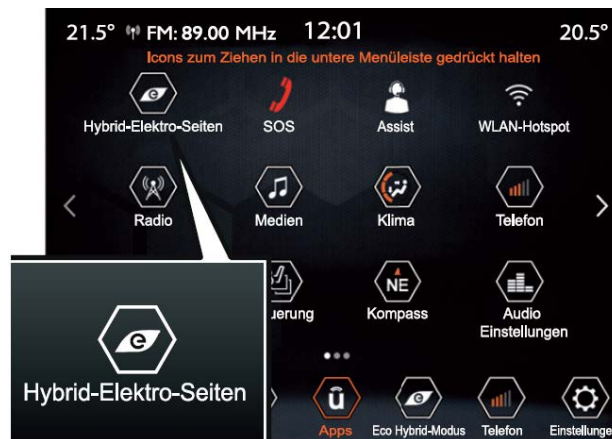 21.5° FM: 89.00 MHz 12:01 20.5°
Icons zum Ziehen in die untere Menüleiste gedrückt halten
Hybrid-Elektro-Seiten SOS Assist WLAN-Hotspot
Radio Medien Klima Telefon
NE
uerung Kompass Audio
Einstellungen
Hybrid-Elektro-Seiten
Apps Eco Hybrid-Modus Telefon Einstellunge